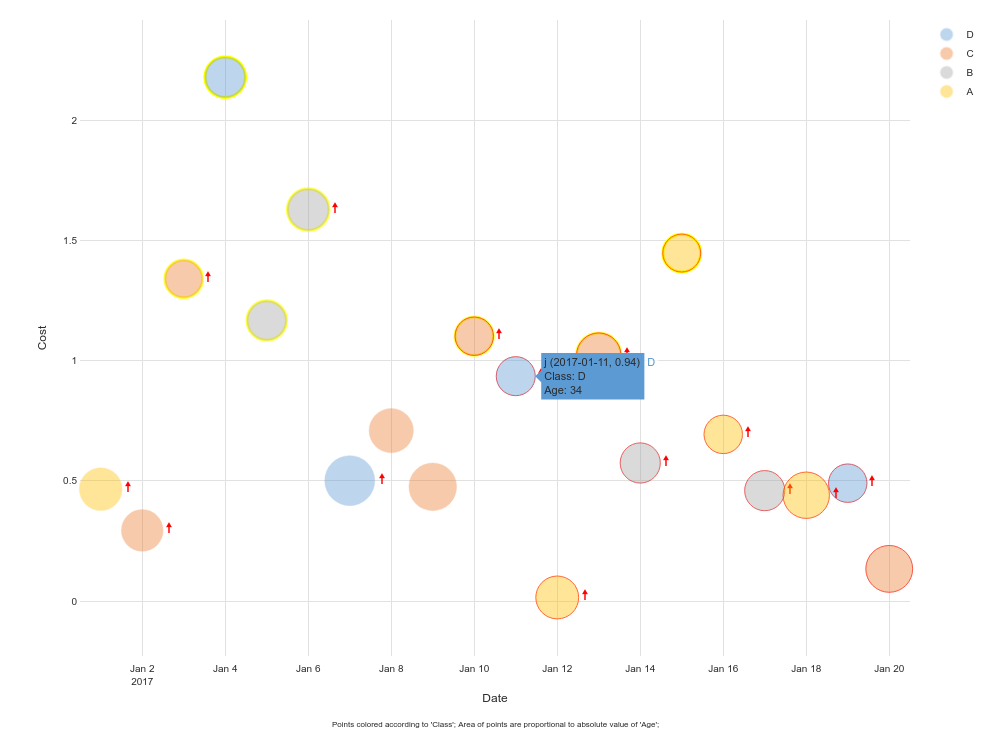 D
C
B
A
2
1.5
1
0.5
0
Cost
j (2017-01-11, 0.94) D
Class: D
Age: 34
Jan 2 Jan 4 Jan 6 Jan 8 Jan 10 Jan 12 Jan 14 Jan 16 Jan 18 Jan 20
2017
Date
Points colored according to 'Class'; Area of points are proportional to absolute value of 'Age';